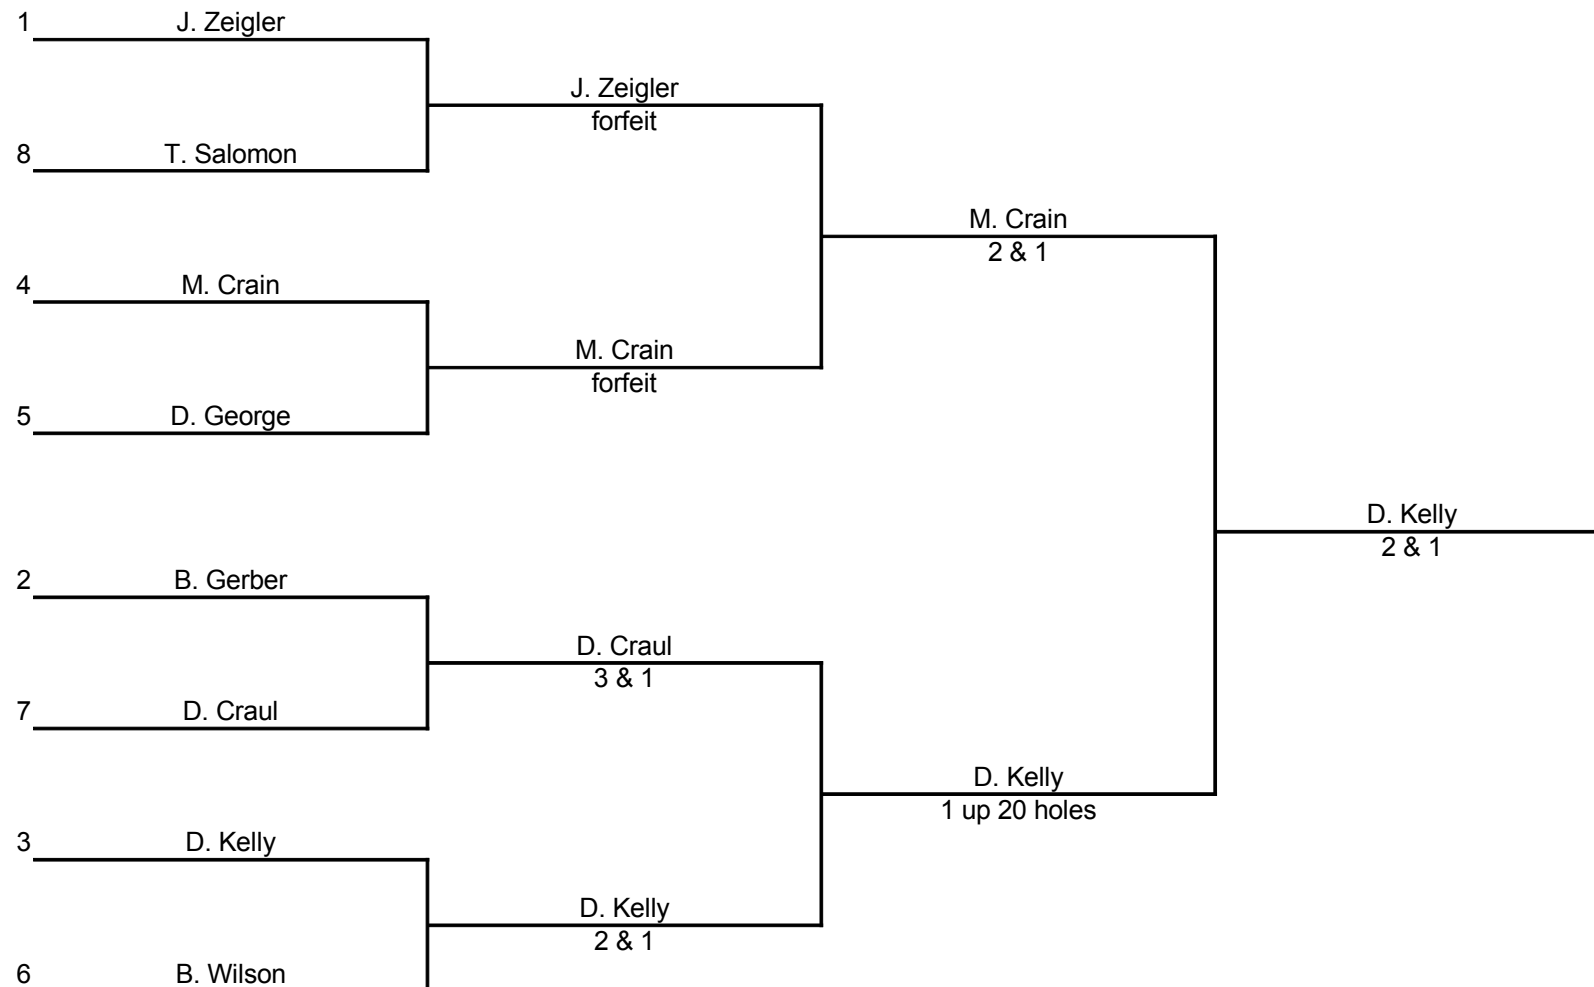 1 J. Zeigler
J. Zeigler
forfeit
8 T. Salomon
M. Crain
2 & 1
4 M. Crain
M. Crain
forfeit
5 D. George
D. Kelly
2 & 1
2 B. Gerber
D. Craul
3 & 1
7 D. Craul
D. Kelly
1 up 20 holes
3 D. Kelly
D. Kelly
2 & 1
6 B. Wilson